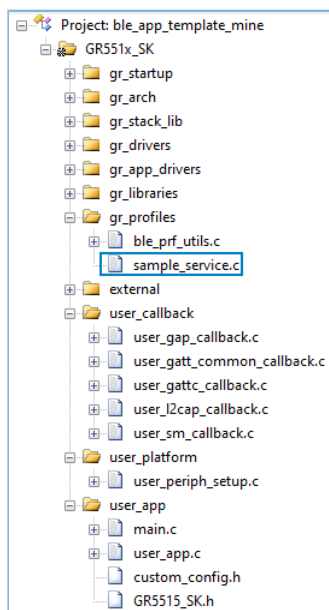 Project: ble_app_template_mine
GR551x_SK
gr_startup
gr_arch
gr_stack_lib
gr_drivers
gr_app_drivers
gr_libraries
gr_profiles
ble_prf_utils.c
sample_service.c
external
user_callback
user_gap_callback.c
user_gatt_common_callback.c
user_gattc_callback.c
user_l2cap_callback.c
user_sm_callback.c
user_platform
user_periph_setup.c
user_app
main.c
user_app.c
custom_config.h
GR5515_SK.h